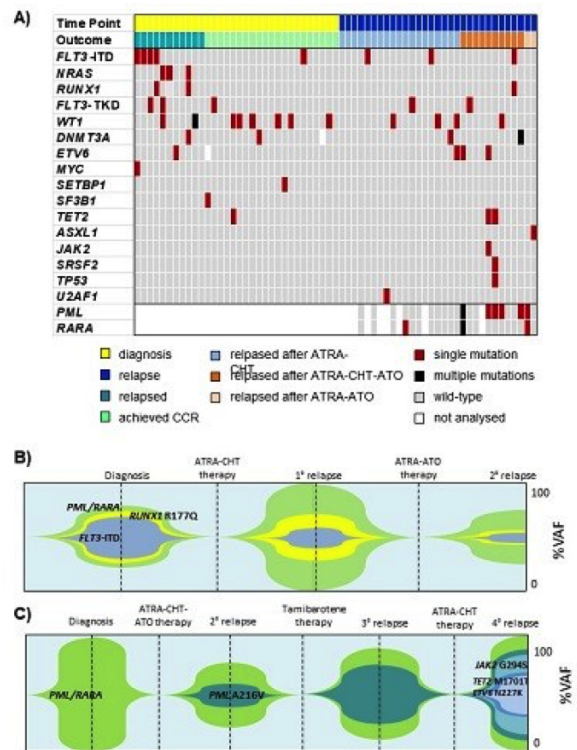 A)
Time Point
Outcome
FLT3-ITD
NRAS
RUNX1
FLT3-TKD
WT1
DNMT3A
ETV6
MYC
SETBP1
SF3B1
TET2
ASXL1
JAK2
SRSF2
TP53
U2AF1
PML
RARA
diagnosis
relapse
relapsed
achieved CCR
relpased after ATRA-
CHT
relapsed after ATRA-CHT-ATO
relapsed after ATRA-ATO
single mutation
multiple mutations
wild-type
not analysed
B)
Diagnosis
ATRA-CHT
therapy
1° relapse
ATRA-ATO
therapy
2° relapse
PML/RARA
RUNX1 R177Q
FLT3-ITD
100
%VAF
0
C)
Diagnosis
ATRA-CHT-
ATO therapy
2° relapse
Tamibarotene
therapy
3° relapse
ATRA-CHT
therapy
4° relapse
PML/RARA
PML A216V
JAK2 G294S
TET2 M1701T
ETV6 N227K
100
%VAF
0